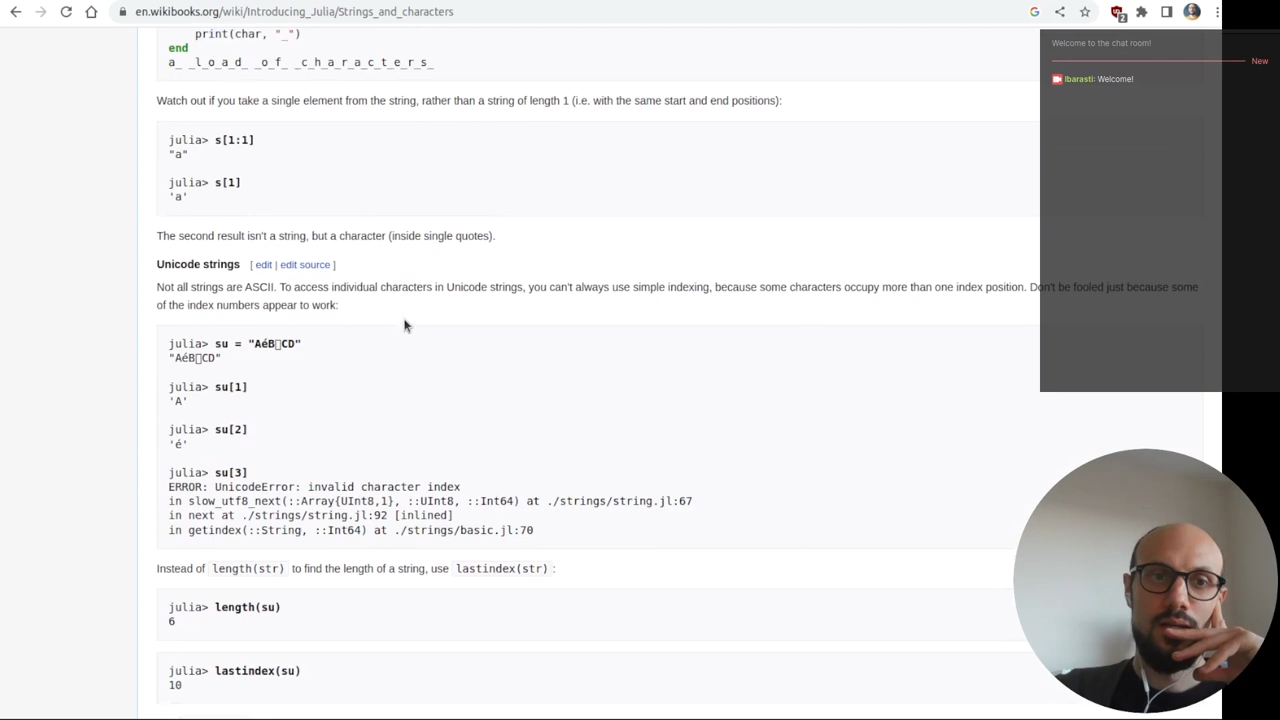 en.wikibooks.org/wiki/Introducing_Julia/Strings_and_characters
2
print(char, "_")
end
a_ _l_o_a_d_ _o_f_ _c_h_a_r_a_c_t_e_r_s_
Watch out if you take a single element from the string, rather than a string of length 1 (i.e. with the same start and end positions):
julia> s[1:1]
"a"
julia> s[1]
'a'
The second result isn't a string, but a character (inside single quotes).
Unicode strings [ edit | edit source ]
Not all strings are ASCII. To access individual characters in Unicode strings, you can't always use simple indexing, because some characters occupy more than one index position. Don't be fooled just because some
of the index numbers appear to work:
julia> su = "AéB▯CD"
"AéB▯CD"
julia> su[1]
'A'
julia> su[2]
'é'
julia> su[3]
ERROR: UnicodeError: invalid character index
in slow_utf8_next(::Array{UInt8,1}, ::UInt8, ::Int64) at ./strings/string.jl:67
in next at ./strings/string.jl:92 [inlined]
in getindex(::String, ::Int64) at ./strings/basic.jl:70
Instead of length(str) to find the length of a string, use lastindex(str):
julia> length(su)
6
julia> lastindex(su)
10
Welcome to the chat room!
New
lbarasti: Welcome!